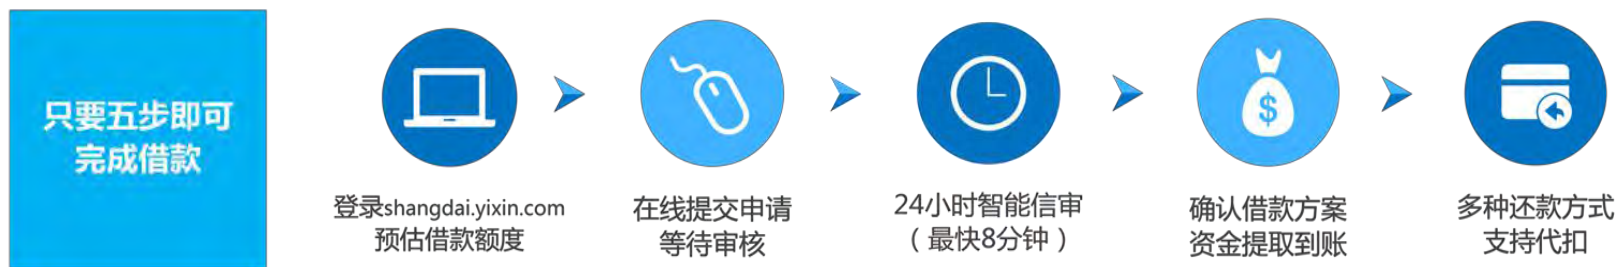 只要五步即可
完成借款
登录shangdai.yixin.com
预估借款额度
在线提交申请
等待审核
24小时智能信审
（最快8分钟）
确认借款方案
资金提取到账
多种还款方式
支持代扣
$